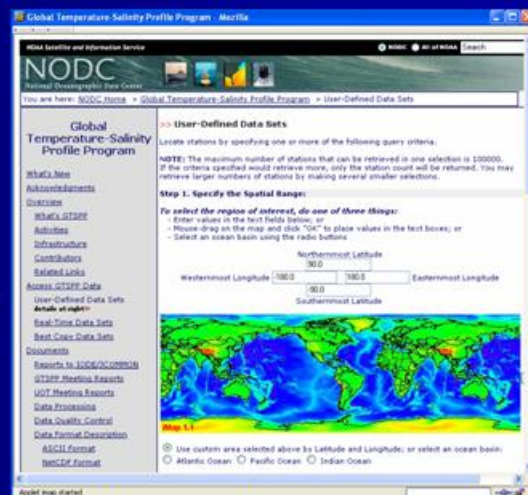 Global Temperature-Salinity Profile Program - Mozilla
NOAA Satellite and Information Service
NODC All of NOAA Search
NODC
National Oceanographic Data Center
You are here: NODC Home > Global Temperature-Salinity Profile Program > User-Defined Data Sets
Global
Temperature-Salinity
Profile Program
What's New
Acknowledgments
Overview
What's GTSPP
Activities
Infrastructure
Contributors
Related Links
Access GTSPP Data
User-Defined Data Sets
details at right>>
Real-Time Data Sets
Best Copy Data Sets
Documents
Reports to IODE/JCOMMON
GTSPP Meeting Reports
UOT Meeting Reports
Data Processing
Data Quality Control
Data Format Description
ASCII Format
NetCDF Format
>> User-Defined Data Sets
Locate stations by specifying one or more of the following query criteria.
NOTE: The maximum number of stations that can be retrieved in one selection is 100000.
If the criteria specified would retrieve more, only the station count will be returned. You may
retrieve larger numbers of stations by making several smaller selections.
Step 1. Specify the Spatial Range:
To select the region of interest, do one of three things:
- Enter values in the text fields below; or
- Mouse-drag on the map and click "OK" to place values in the text boxes; or
- Select an ocean basin using the radio buttons
Northernmost Latitude
90.0
Westernmost Longitude -180.0 180.0 Easternmost Longitude
-90.0
Southernmost Latitude
iMap 1.1
Use custom area selected above by Latitude and Longitude; or select an ocean basin:
Atlantic Ocean Pacific Ocean Indian Ocean
Applet map started